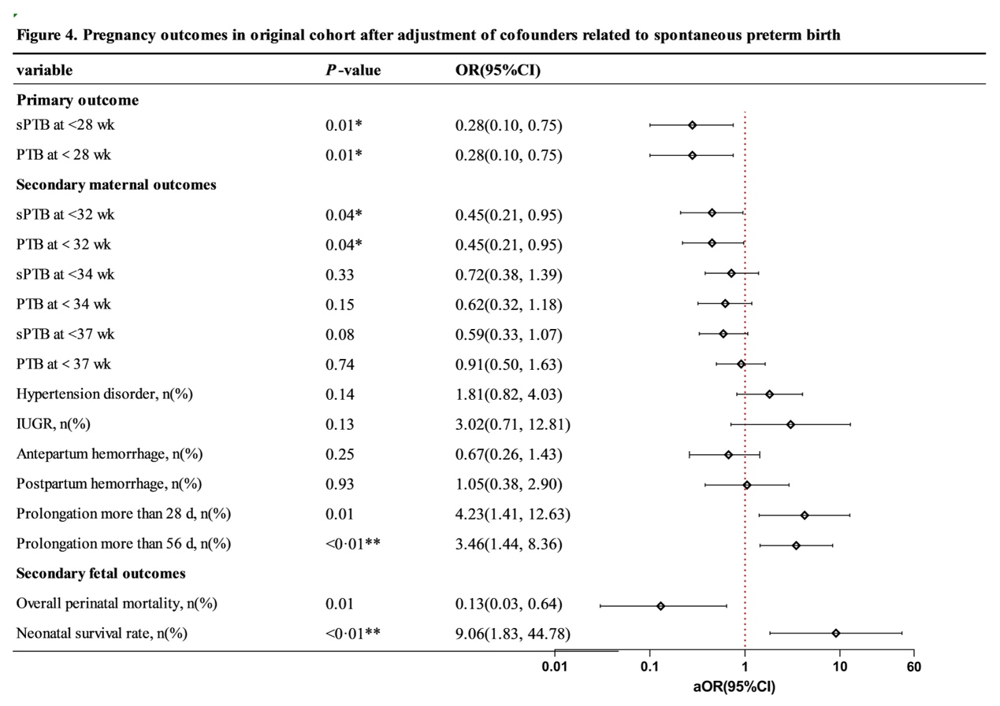 Figure 4. Pregnancy outcomes in original cohort after adjustment of cofounders related to spontaneous preterm birth
variable P-value OR(95%CI)
Primary outcome
sPTB at <28 wk 0.01* 0.28(0.10, 0.75)
PTB at < 28 wk 0.01* 0.28(0.10, 0.75)
Secondary maternal outcomes
sPTB at <32 wk 0.04* 0.45(0.21, 0.95)
PTB at < 32 wk 0.04* 0.45(0.21, 0.95)
sPTB at <34 wk 0.33 0.72(0.38, 1.39)
PTB at < 34 wk 0.15 0.62(0.32, 1.18)
sPTB at <37 wk 0.08 0.59(0.33, 1.07)
PTB at < 37 wk 0.74 0.91(0.50, 1.63)
Hypertension disorder, n(%) 0.14 1.81(0.82, 4.03)
IUGR, n(%) 0.13 3.02(0.71, 12.81)
Antepartum hemorrhage, n(%) 0.25 0.67(0.26, 1.43)
Postpartum hemorrhage, n(%) 0.93 1.05(0.38, 2.90)
Prolongation more than 28 d, n(%) 0.01 4.23(1.41, 12.63)
Prolongation more than 56 d, n(%) <0·01** 3.46(1.44, 8.36)
Secondary fetal outcomes
Overall perinatal mortality, n(%) 0.01 0.13(0.03, 0.64)
Neonatal survival rate, n(%) <0·01** 9.06(1.83, 44.78)
0.01 0.1 1 10 60
aOR(95%CI)